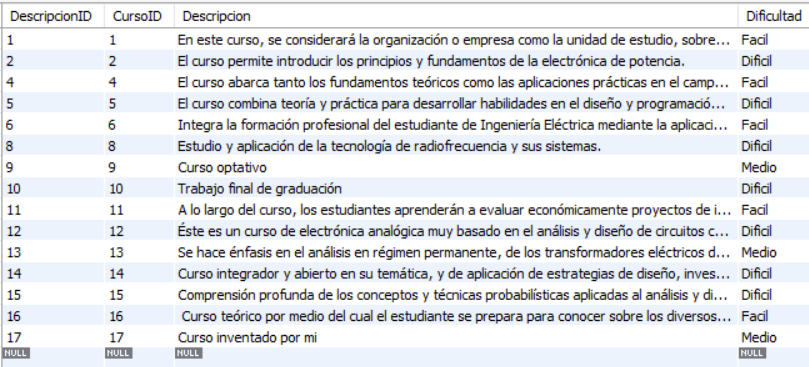 DescripcionID CursoID Descripcion Dificultad
1 1 En este curso, se considerará la organización o empresa como la unidad de estudio, sobre... Facil
2 2 El curso permite introducir los principios y fundamentos de la electrónica de potencia. Dificil
4 4 El curso abarca tanto los fundamentos teóricos como las aplicaciones prácticas en el camp... Facil
5 5 El curso combina teoría y práctica para desarrollar habilidades en el diseño y programació... Dificil
6 6 Integra la formación profesional del estudiante de Ingeniería Eléctrica mediante la aplicaci... Facil
8 8 Estudio y aplicación de la tecnología de radiofrecuencia y sus sistemas. Dificil
9 9 Curso optativo Medio
10 10 Trabajo final de graduación Dificil
11 11 A lo largo del curso, los estudiantes aprenderán a evaluar económicamente proyectos de i... Facil
12 12 Éste es un curso de electrónica analógica muy basado en el análisis y diseño de circuitos c... Dificil
13 13 Se hace énfasis en el análisis en régimen permanente, de los transformadores eléctricos d... Medio
14 14 Curso integrador y abierto en su temática, y de aplicación de estrategias de diseño, inves... Dificil
15 15 Comprensión profunda de los conceptos y técnicas probabilísticas aplicadas al análisis y di... Dificil
16 16 Curso teórico por medio del cual el estudiante se prepara para conocer sobre los diversos... Facil
17 17 Curso inventado por mi Medio
NULL NULL NULL NULL